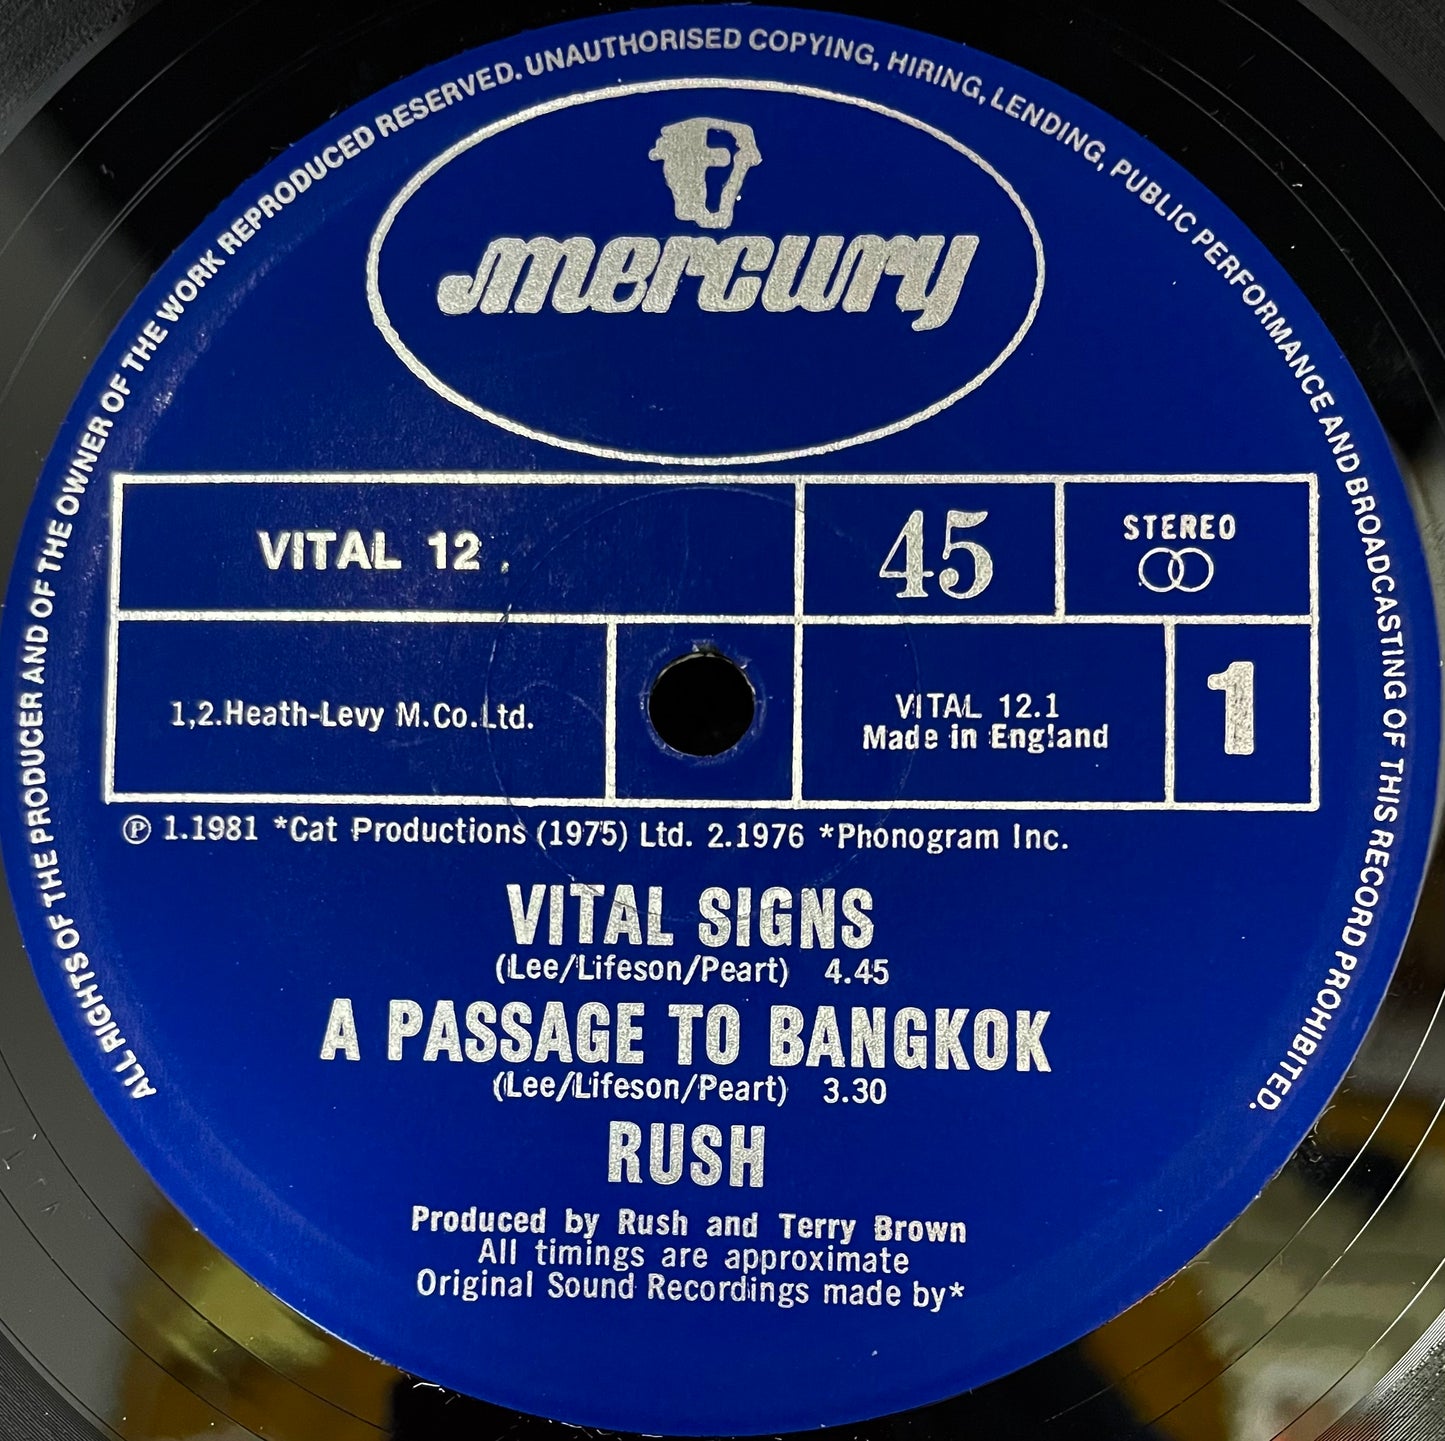 ALL RIGHTS OF THE PRODUCER AND OF THE OWNER OF THE WORK REPRODUCED RESERVED. UNAUTHORISED COPYING, HIRING, LENDING, PUBLIC PERFORMANCE AND BROADCASTING OF THIS RECORD PROHIBITED.
mercury
VITAL 12
45
STEREO
1,2.Heath-Levy M.Co.Ltd.
VITAL 12.1
Made in England
1
℗ 1.1981 *Cat Productions (1975) Ltd. 2.1976 *Phonogram Inc.
VITAL SIGNS
(Lee/Lifeson/Peart) 4.45
A PASSAGE TO BANGKOK
(Lee/Lifeson/Peart) 3.30
RUSH
Produced by Rush and Terry Brown
All timings are approximate
Original Sound Recordings made by*